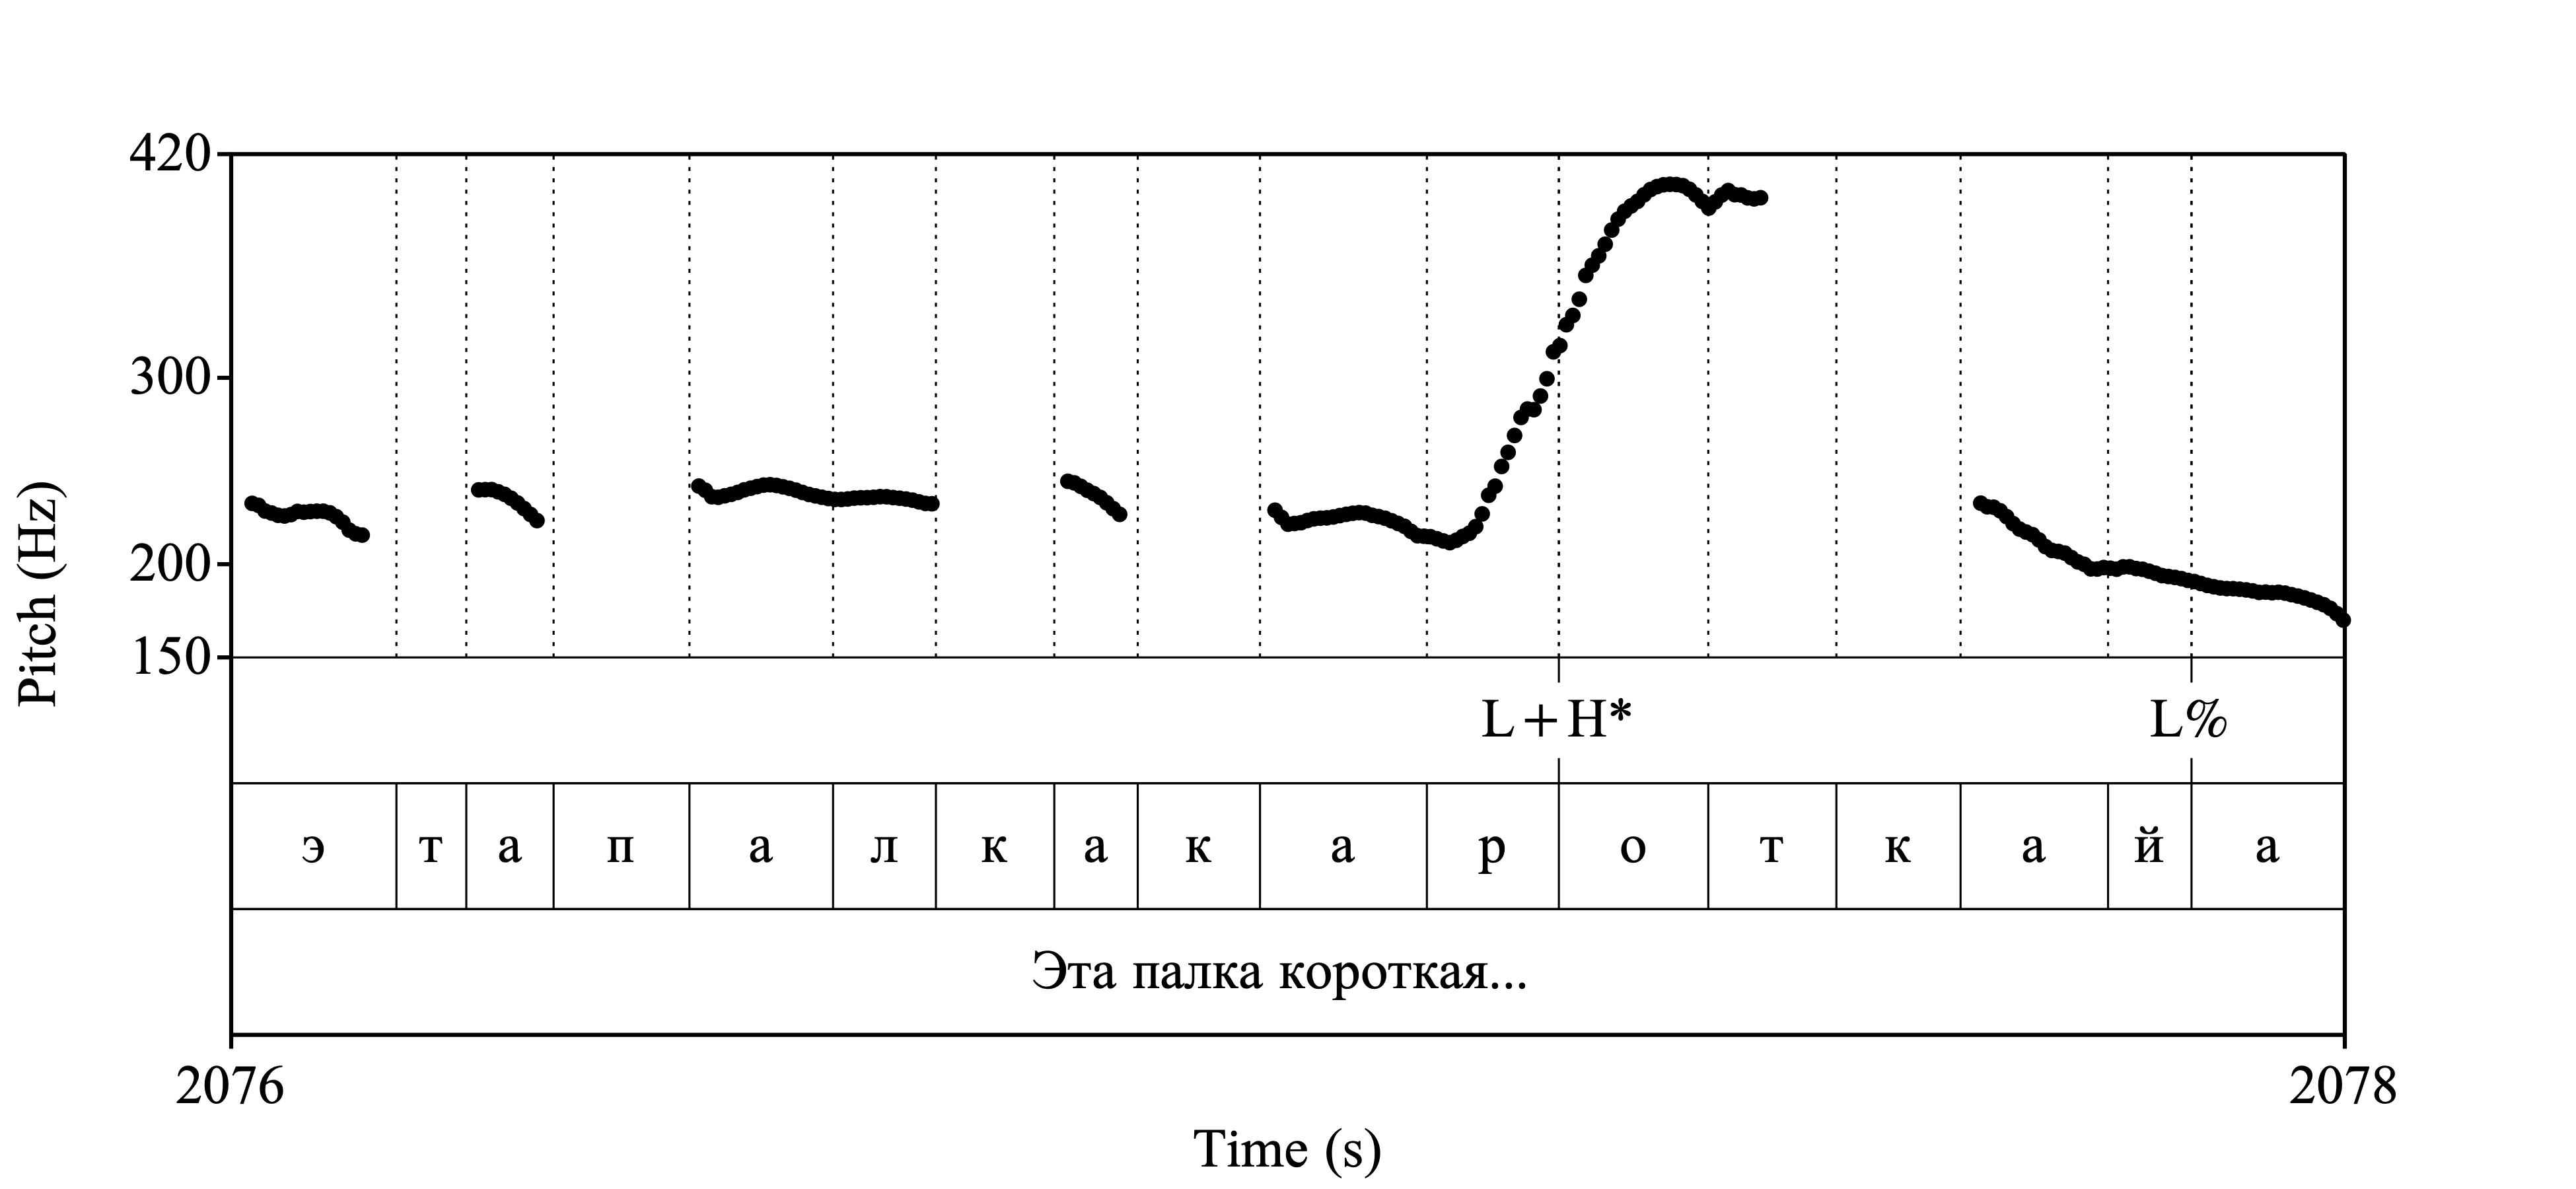 420
300
200
150
Pitch (Hz)
L+H* L%
э т а п а л к а к а р о т к а й а
Эта палка короткая...
2076 2078
Time (s)